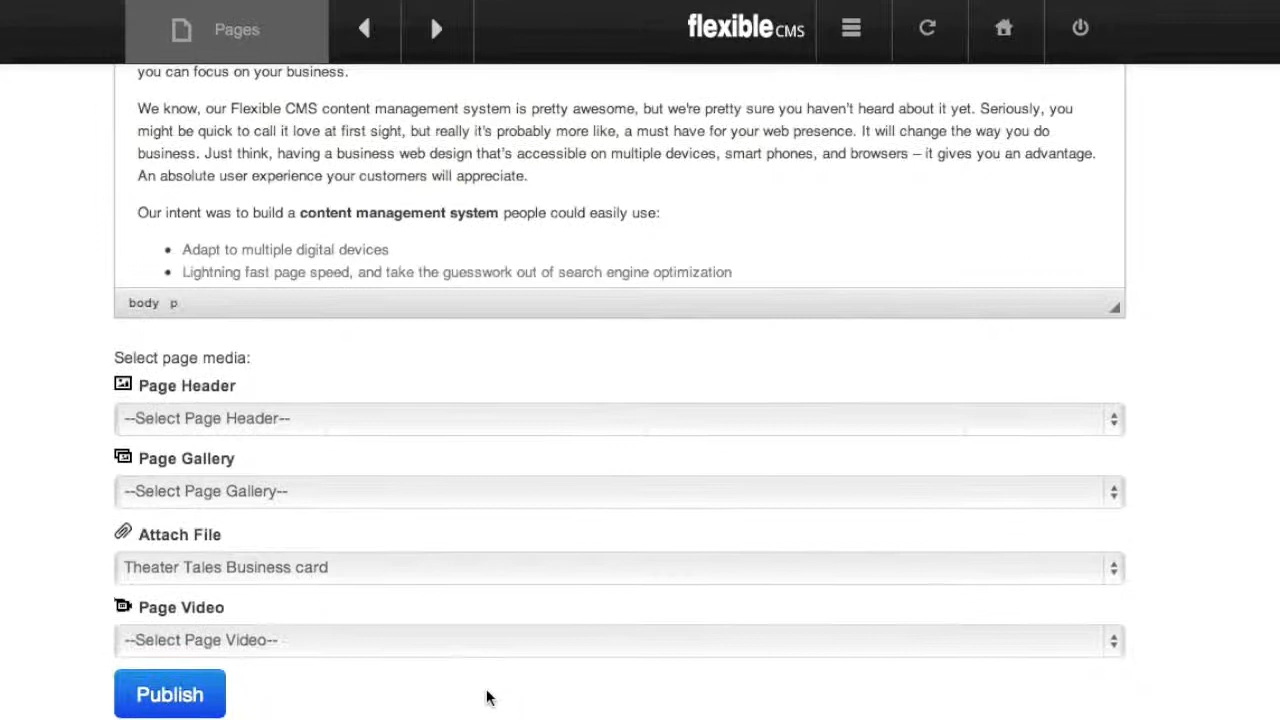 Pages
flexible CMS
you can focus on your business.
We know, our Flexible CMS content management system is pretty awesome, but we're pretty sure you haven't heard about it yet. Seriously, you
might be quick to call it love at first sight, but really it's probably more like, a must have for your web presence. It will change the way you do
business. Just think, having a business web design that's accessible on multiple devices, smart phones, and browsers – it gives you an advantage.
An absolute user experience your customers will appreciate.
Our intent was to build a content management system people could easily use:
• Adapt to multiple digital devices
• Lightning fast page speed, and take the guesswork out of search engine optimization
body p
Select page media:
Page Header
--Select Page Header--
Page Gallery
--Select Page Gallery--
Attach File
Theater Tales Business card
Page Video
--Select Page Video--
Publish